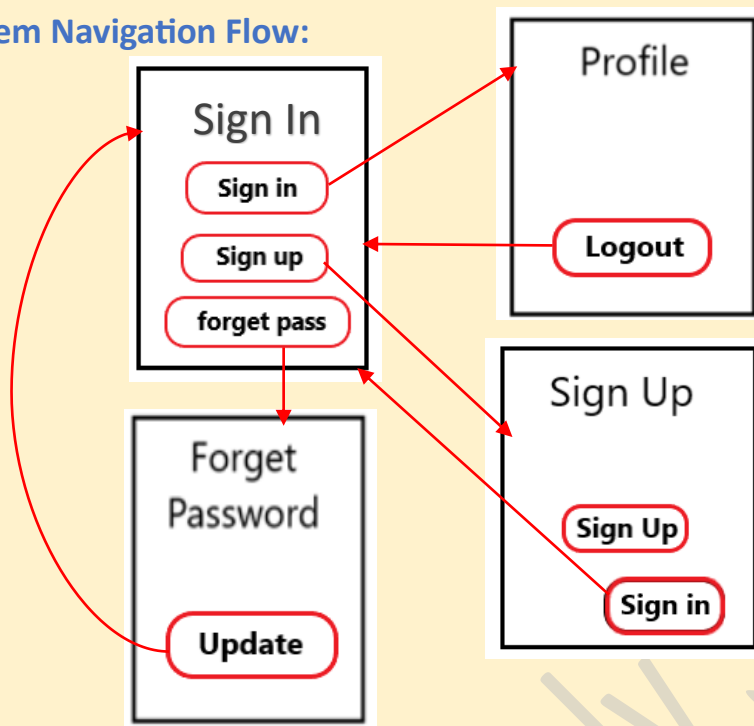 em Navigation Flow:
Sign In
Sign in
Sign up
forget pass
Profile
Logout
Forget
Password
Update
Sign Up
Sign Up
Sign in